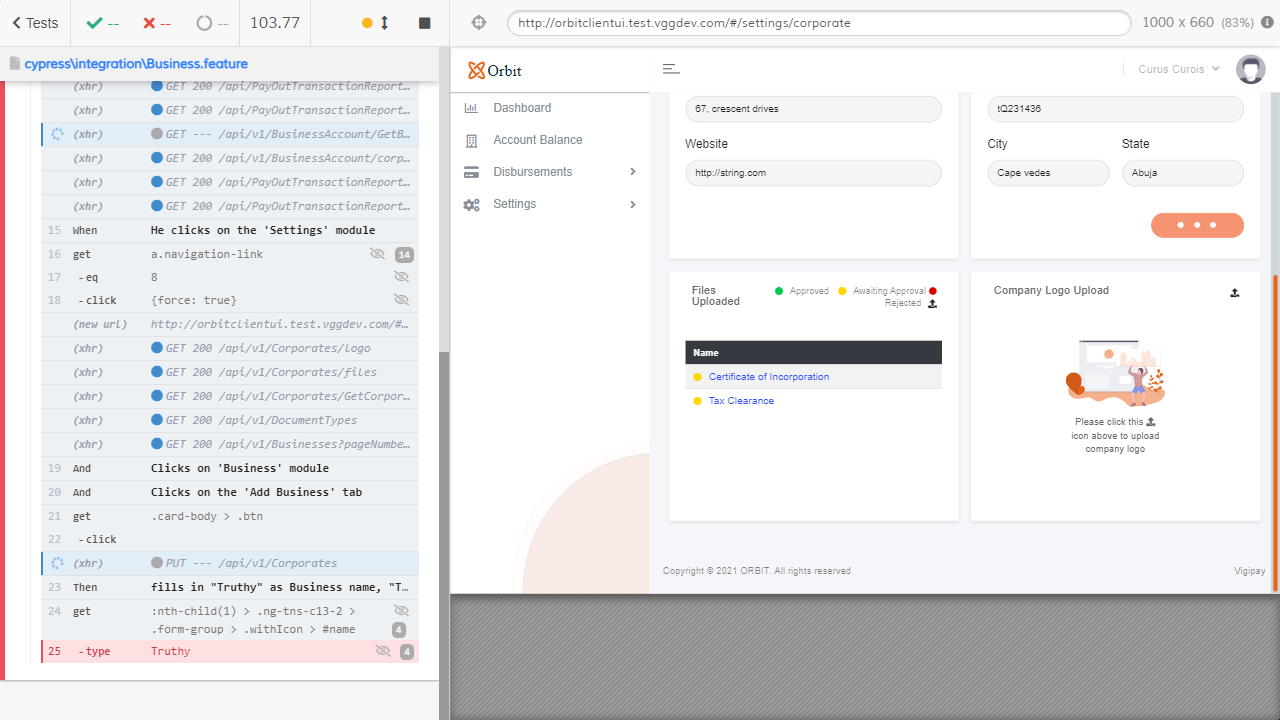 Tests
--
--
--
103.77
http://orbitclientui.test.vggdev.com/#/settings/corporate
1000 x 660 (83%)
cypress\integration\Business.feature
(xhr) GET 200 /api/PayOutTransactionReport...
(xhr) GET 200 /api/PayOutTransactionReport...
(xhr) GET --- /api/v1/BusinessAccount/GetB...
(xhr) GET 200 /api/v1/BusinessAccount/corp...
(xhr) GET 200 /api/PayOutTransactionReport...
(xhr) GET 200 /api/PayOutTransactionReport...
15 When He clicks on the 'Settings' module
16 get a.navigation-link 14
17 -eq 8
18 -click {force: true}
(new url) http://orbitclientui.test.vggdev.com/#...
(xhr) GET 200 /api/v1/Corporates/logo
(xhr) GET 200 /api/v1/Corporates/files
(xhr) GET 200 /api/v1/Corporates/GetCorpor...
(xhr) GET 200 /api/v1/DocumentTypes
(xhr) GET 200 /api/v1/Businesses?pageNumbe...
19 And Clicks on 'Business' module
20 And Clicks on the 'Add Business' tab
21 get .card-body > .btn
22 -click
(xhr) PUT --- /api/v1/Corporates
23 Then fills in "Truthy" as Business name, "T...
24 get :nth-child(1) > .ng-tns-c13-2 >
.form-group > .withIcon > #name 4
25 -type Truthy 4
Orbit
Curus Curois
Dashboard
Account Balance
Disbursements
Settings
67, crescent drives
Website
http://string.com
tQ231436
City State
Cape vedes Abuja
Files
Uploaded
Approved Awaiting Approval
Rejected
Name
Certificate of Incorporation
Tax Clearance
Company Logo Upload
Please click this
icon above to upload
company logo
Copyright © 2021 ORBIT. All rights reserved
Vigipay